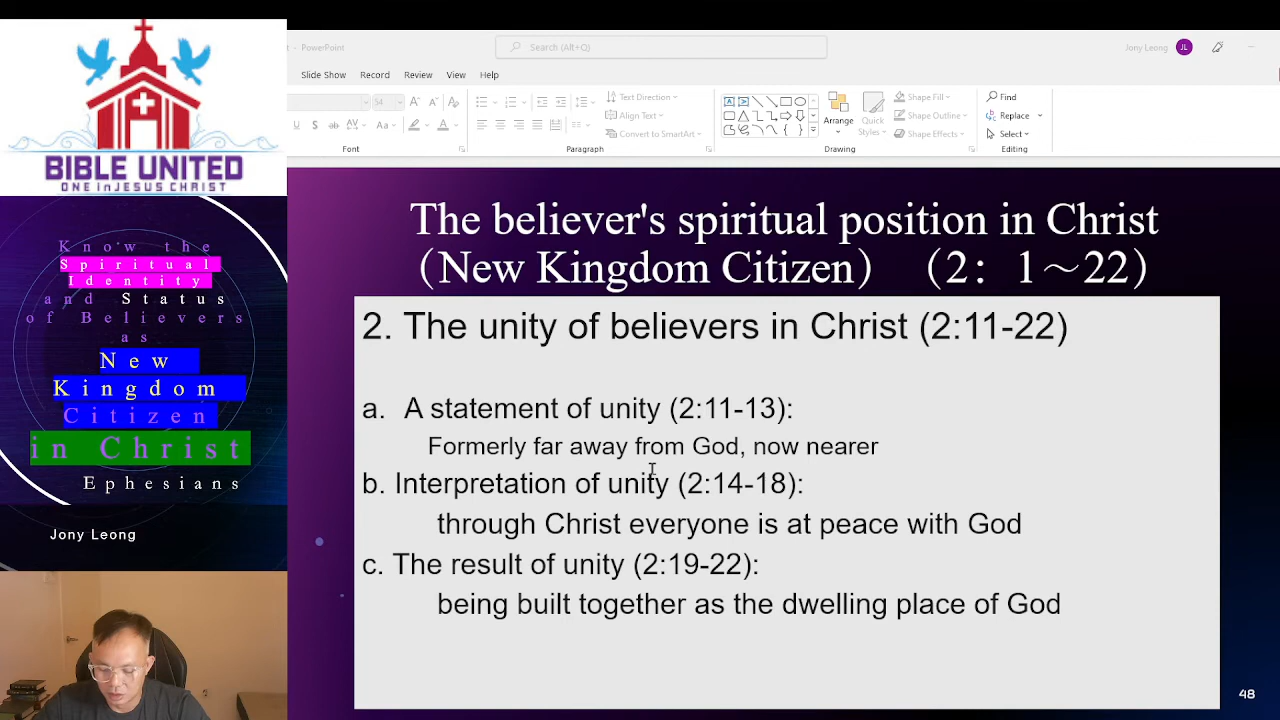 BIBLE UNITED
ONE in JESUS CHRIST
Know the
Spiritual
Identity
and Status
of Believers
as
New
Kingdom
Citizen
in Christ
Ephesians
Jony Leong
- PowerPoint
Search (Alt+Q)
Jony Leong JL
Slide Show Record Review View Help
54
Text Direction
Align Text
Convert to SmartArt
Arrange
Quick
Styles
Shape Fill
Shape Outline
Shape Effects
Find
Replace
Select
Font
Paragraph
Drawing
Editing
The believer's spiritual position in Christ
（New Kingdom Citizen）（2：1～22）
2. The unity of believers in Christ (2:11-22)
a. A statement of unity (2:11-13):
Formerly far away from God, now nearer
b. Interpretation of unity (2:14-18):
through Christ everyone is at peace with God
c. The result of unity (2:19-22):
being built together as the dwelling place of God
48